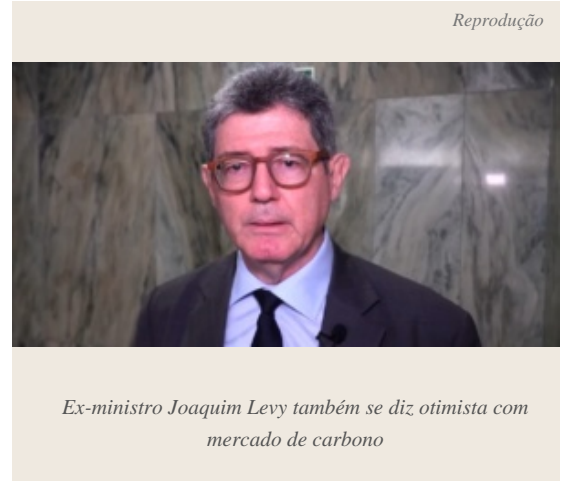 Reprodução
Ex-ministro Joaquim Levy também se diz otimista com
mercado de carbono